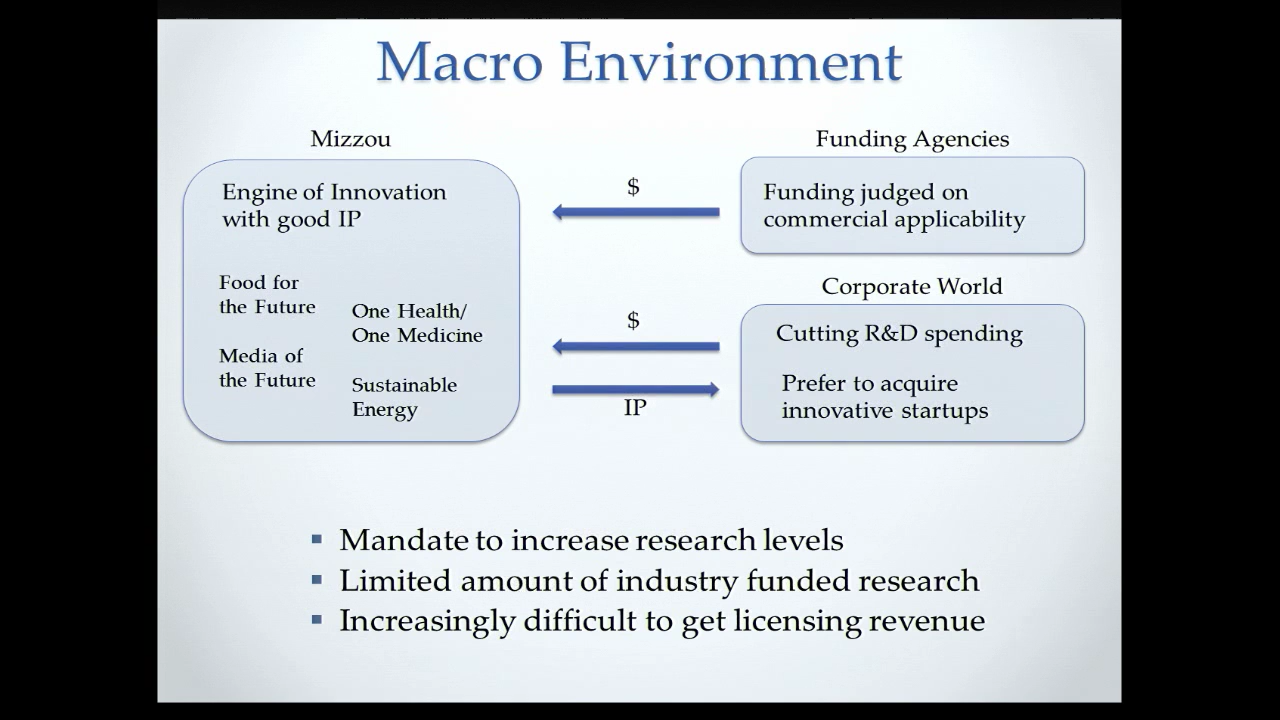 Macro Environment
Mizzou
Engine of Innovation
with good IP
Food for
the Future
One Health/
One Medicine
Media of
the Future
Sustainable
Energy
$
$
IP
Funding Agencies
Funding judged on
commercial applicability
Corporate World
Cutting R&D spending
Prefer to acquire
innovative startups
▪ Mandate to increase research levels
▪ Limited amount of industry funded research
▪ Increasingly difficult to get licensing revenue